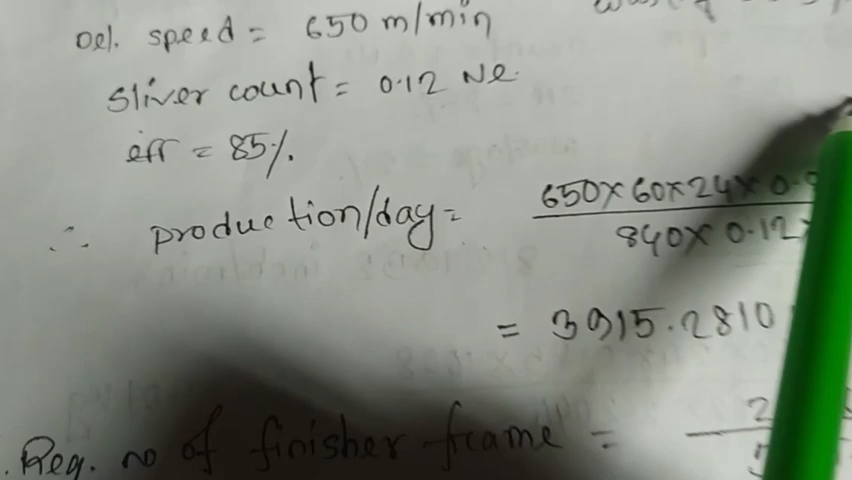 Del. speed = 650 m/min
Sliver count = 0.12 Ne.
eff = 85%.
∴ production/day = 650×60×24×0.
840×0.12×
= 3915.2810
Req. no of finisher frame = 2